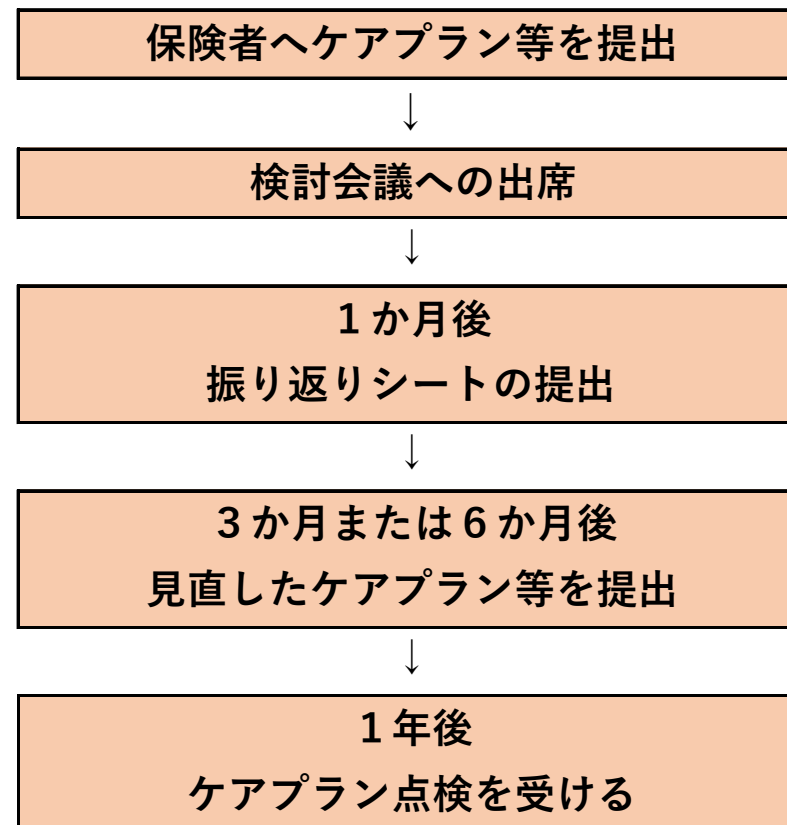 保険者へケアプラン等を提出
↓
検討会議への出席
↓
１か月後
振り返りシートの提出
↓
３か月または６か月後
見直したケアプラン等を提出
↓
１年後
ケアプラン点検を受ける